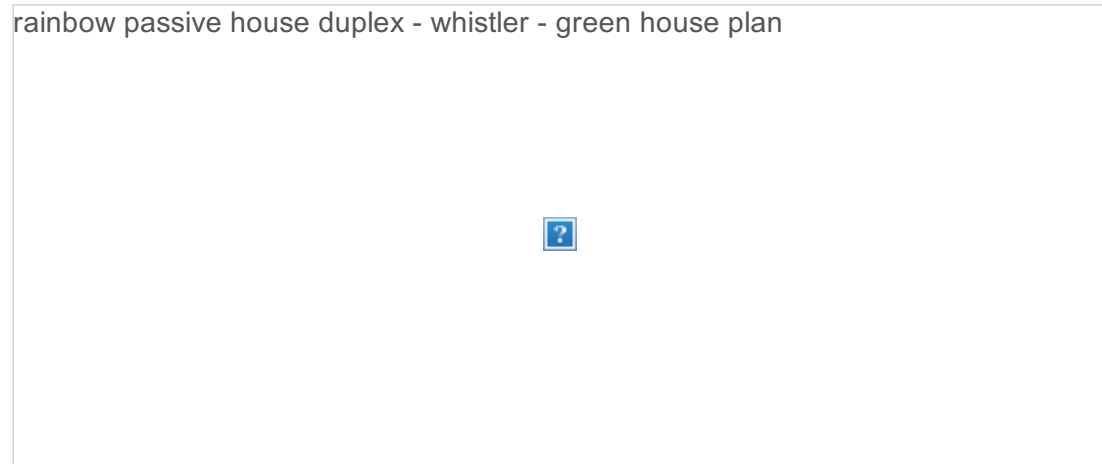 rainbow passive house duplex - whistler - green house plan
?